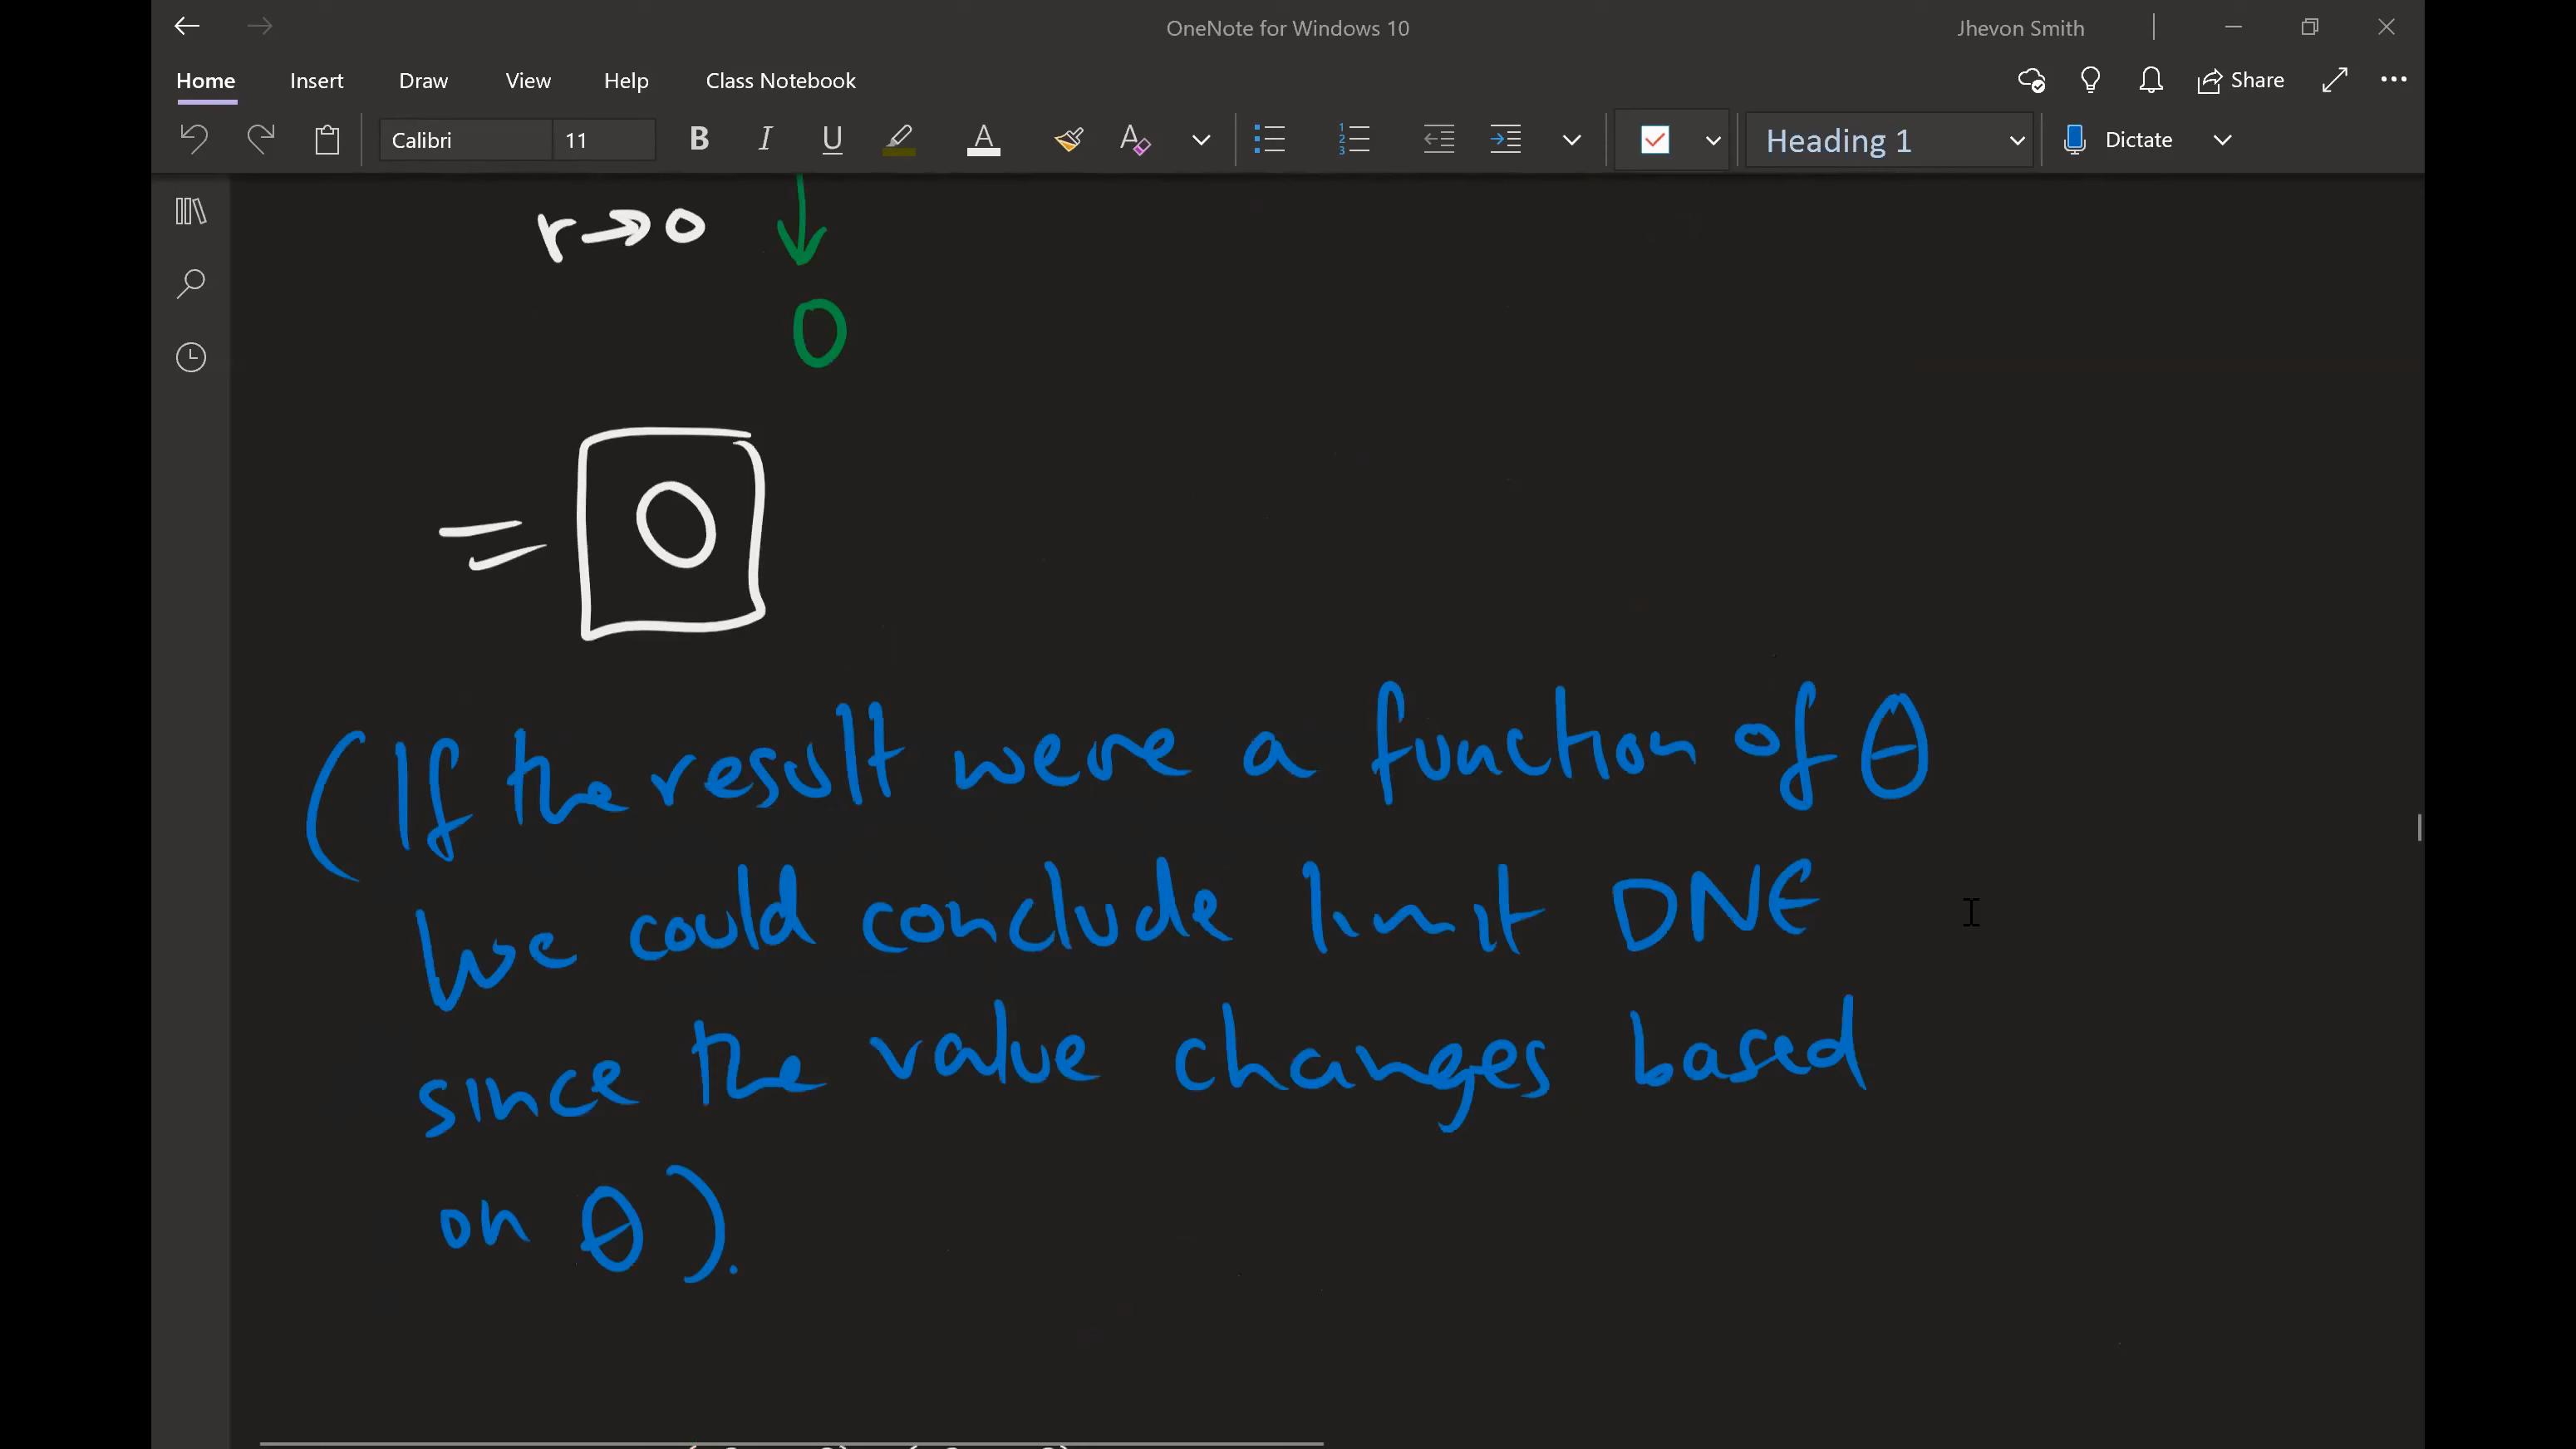 OneNote for Windows 10
Jhevon Smith
Home Insert Draw View Help Class Notebook
Share
Calibri 11 B I U A A Heading 1 Dictate
r→0
0
= 0
(If the result were a function of θ
we could conclude limit DNE
since the value changes based
on θ).